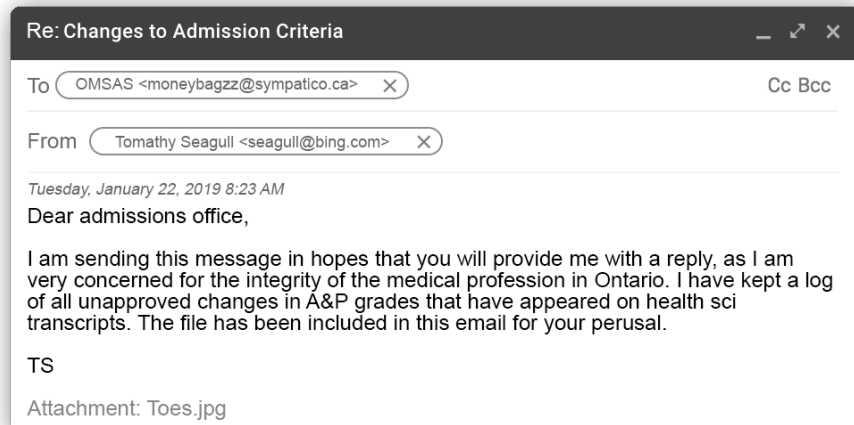 Re: Changes to Admission Criteria
To OMSAS <moneybagzz@sympatico.ca> Cc Bcc
From Tomathy Seagull <seagull@bing.com>
Tuesday, January 22, 2019 8:23 AM
Dear admissions office,
I am sending this message in hopes that you will provide me with a reply, as I am
very concerned for the integrity of the medical profession in Ontario. I have kept a log
of all unapproved changes in A&P grades that have appeared on health sci
transcripts. The file has been included in this email for your perusal.
TS
Attachment: Toes.jpg